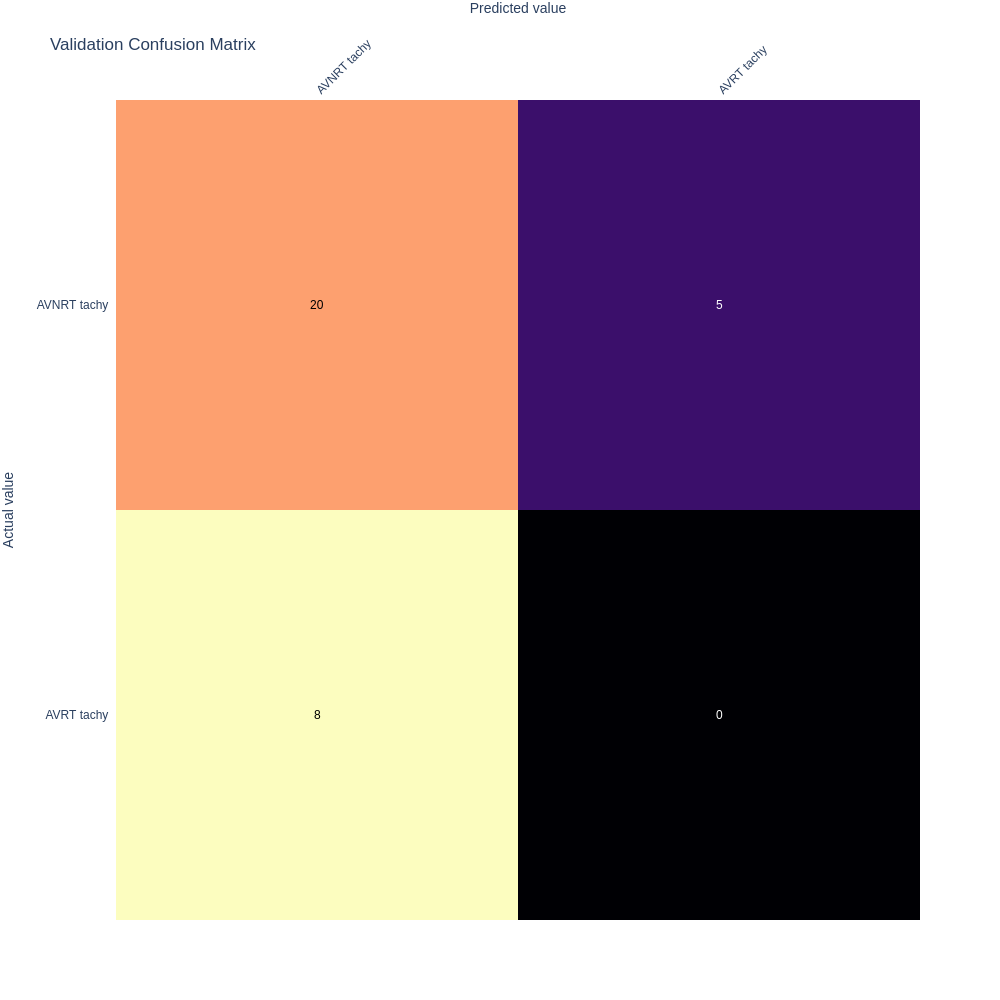 Predicted value
Validation Confusion Matrix
AVNRT tachy
AVRT tachy
AVNRT tachy
20
5
Actual value
AVRT tachy
8
0